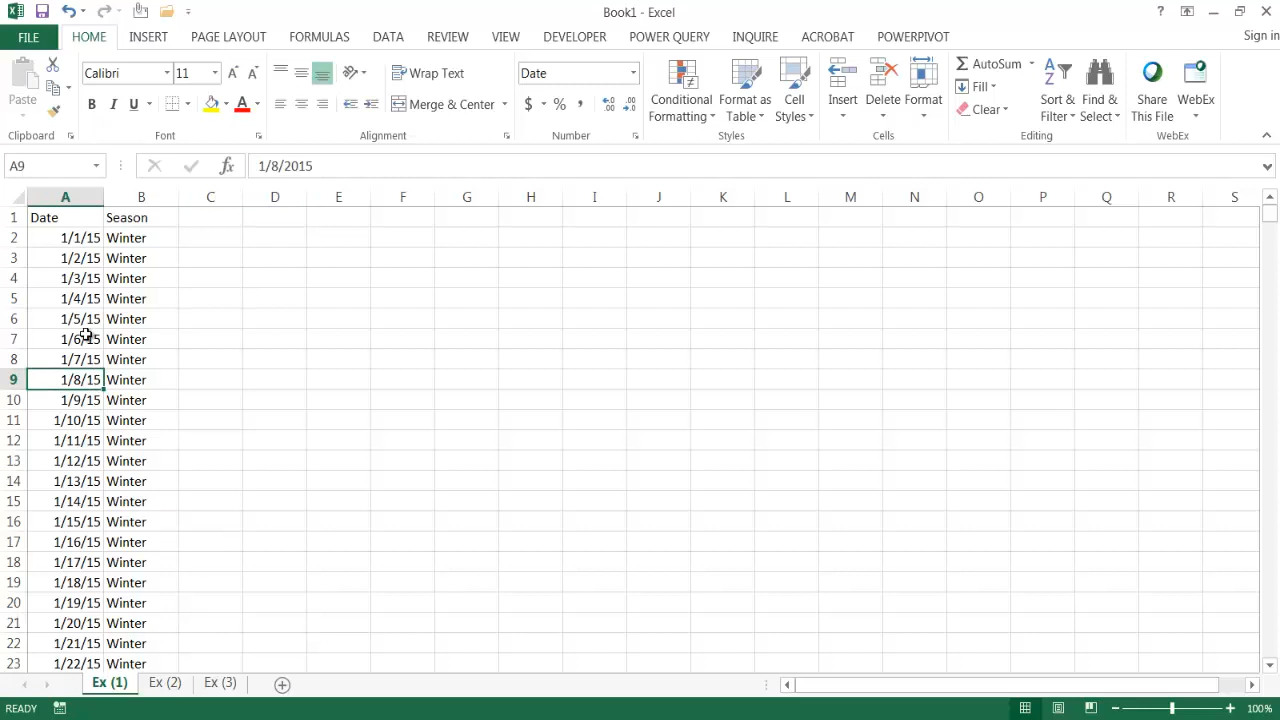 Book1 - Excel
?
FILE HOME INSERT PAGE LAYOUT FORMULAS DATA REVIEW VIEW DEVELOPER POWER QUERY INQUIRE ACROBAT POWERPIVOT Sign in
Paste
Clipboard
Calibri 11
B I U
Font
Wrap Text
Merge & Center
Alignment
Date
$ % ,
Number
Conditional Formatting
Format as Table
Cell Styles
Styles
Insert Delete Format
Cells
AutoSum
Fill
Clear
Sort & Filter
Find & Select
Editing
Share This File
WebEx
WebEx
A9 fx 1/8/2015
A B C D E F G H I J K L M N O P Q R S
1 Date Season
2 1/1/15 Winter
3 1/2/15 Winter
4 1/3/15 Winter
5 1/4/15 Winter
6 1/5/15 Winter
7 1/6/15 Winter
8 1/7/15 Winter
9 1/8/15 Winter
10 1/9/15 Winter
11 1/10/15 Winter
12 1/11/15 Winter
13 1/12/15 Winter
14 1/13/15 Winter
15 1/14/15 Winter
16 1/15/15 Winter
17 1/16/15 Winter
18 1/17/15 Winter
19 1/18/15 Winter
20 1/19/15 Winter
21 1/20/15 Winter
22 1/21/15 Winter
23 1/22/15 Winter
Ex (1) Ex (2) Ex (3)
READY 100%